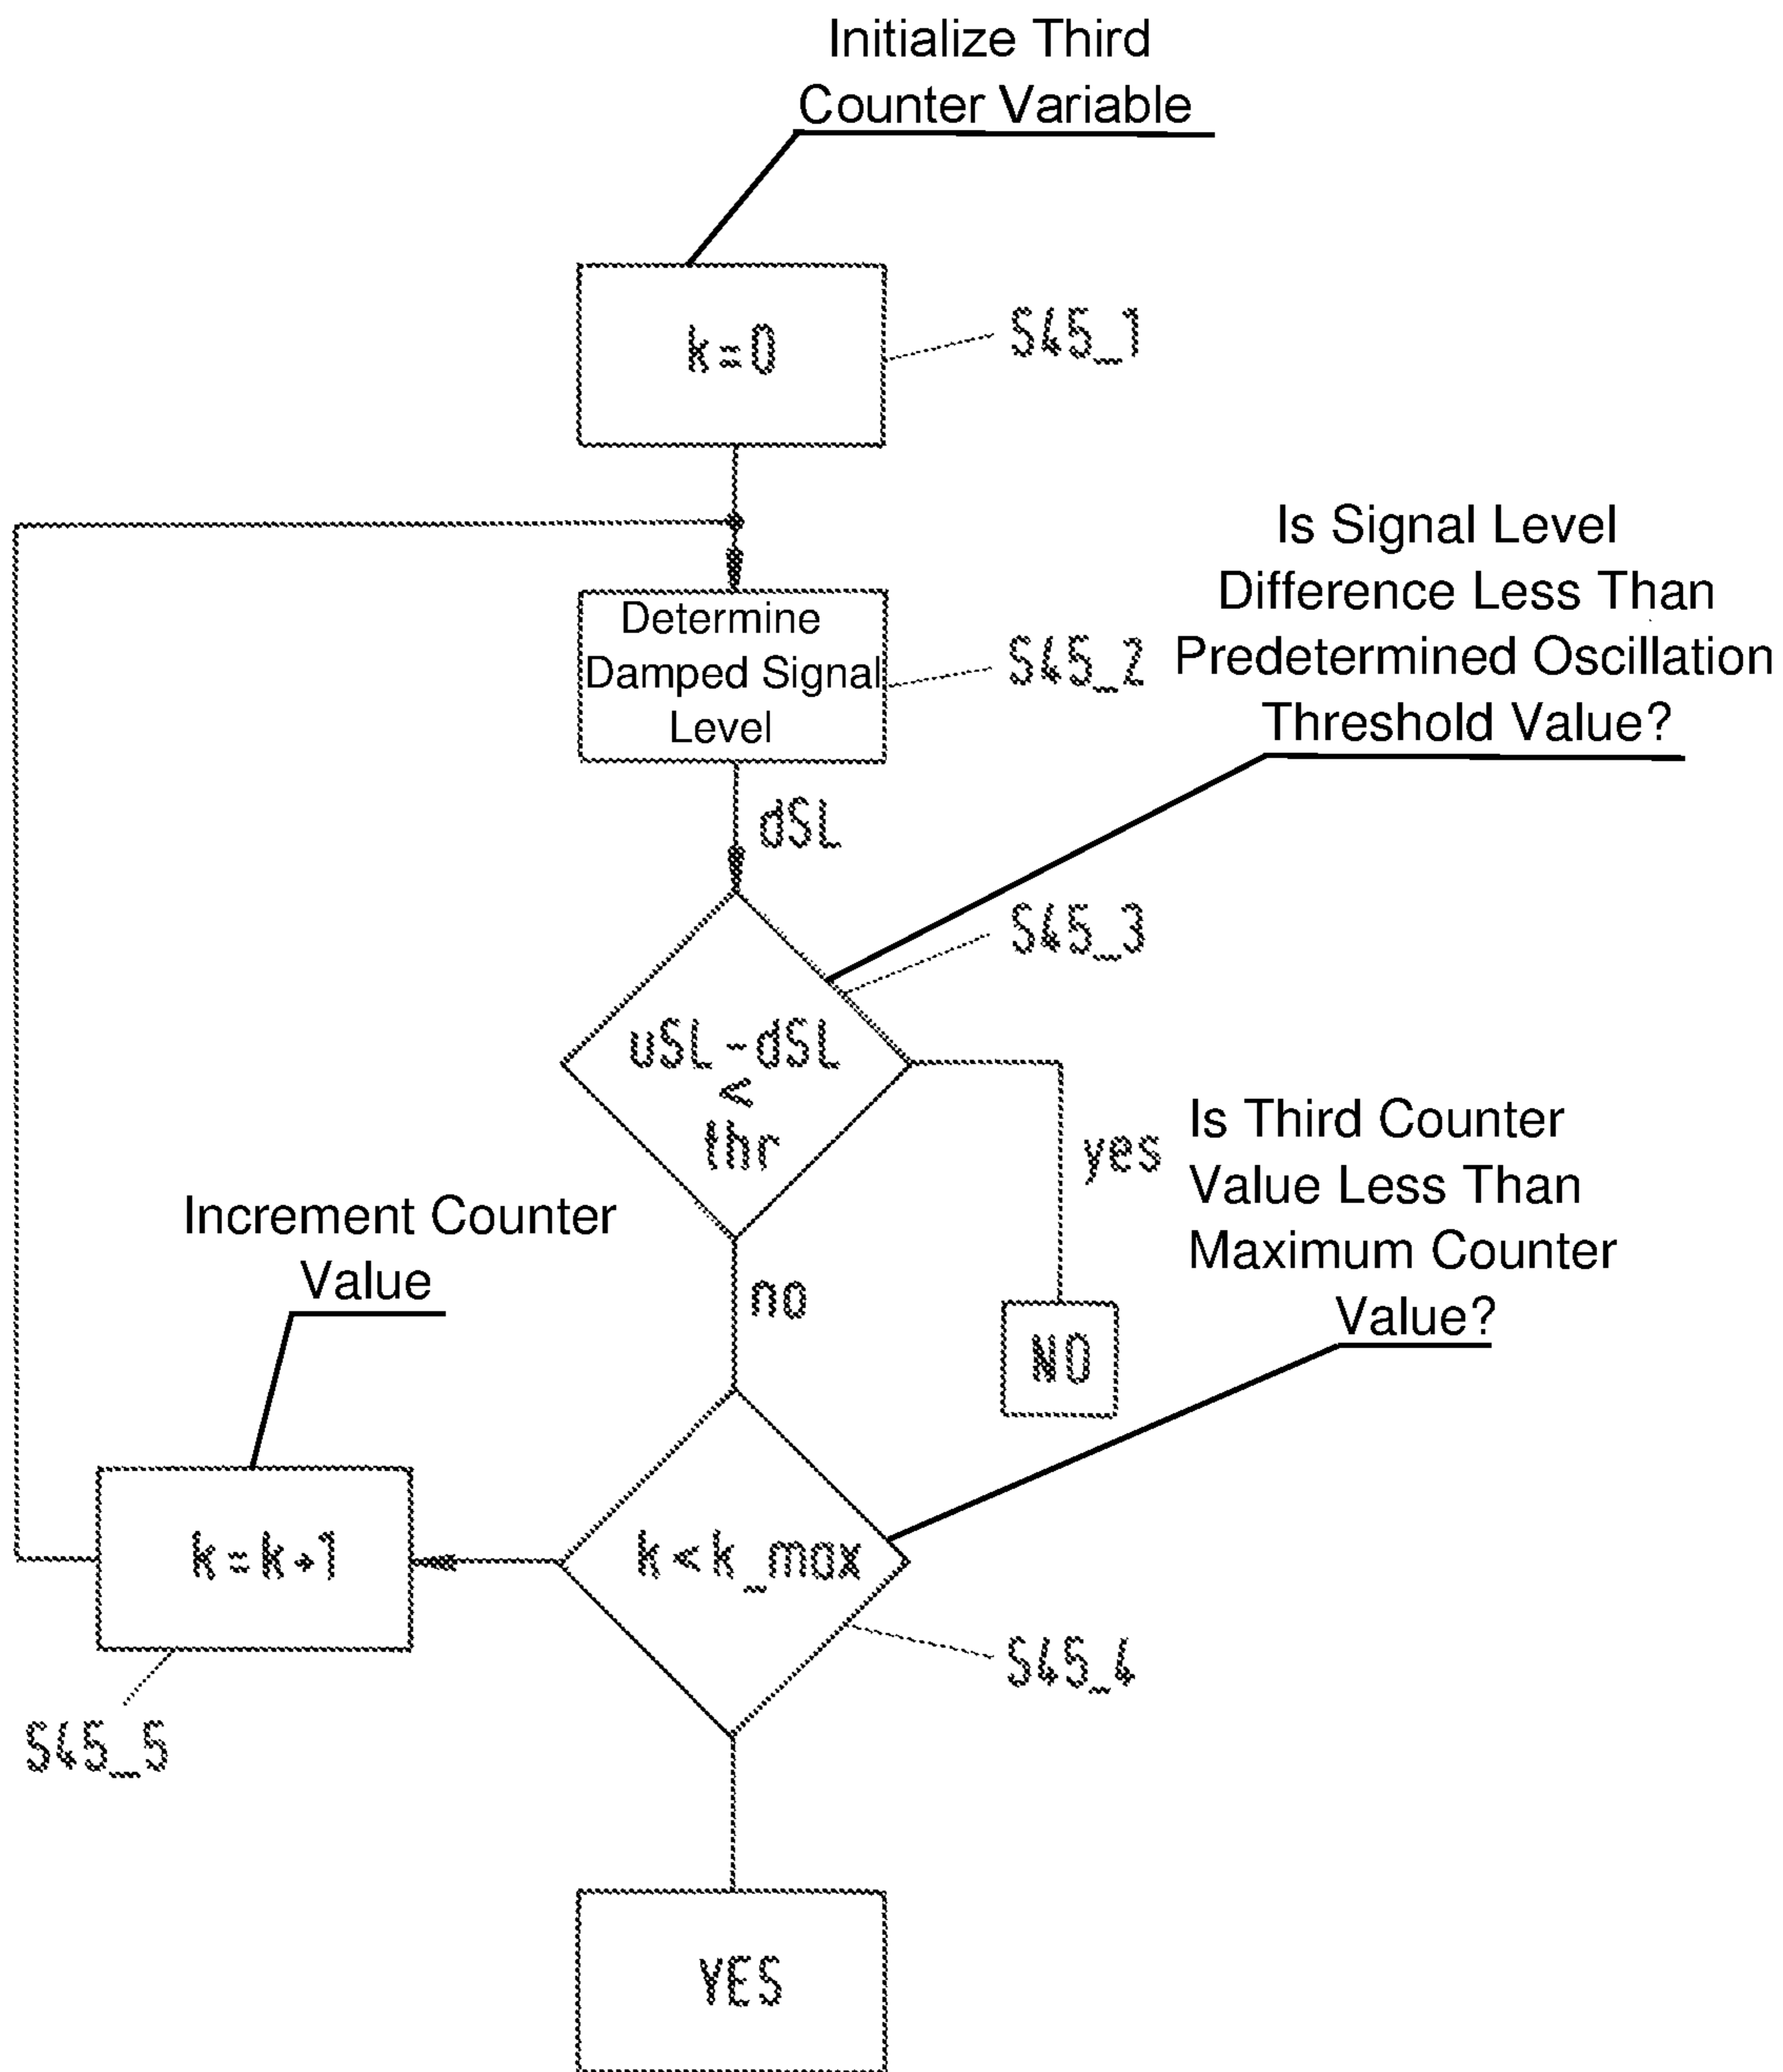 Initialize Third
Counter Variable
k=0
S45_1
Is Signal Level
Difference Less Than
Predetermined Oscillation
Threshold Value?
Determine
Damped Signal
Level
S45_2
dSL
S45_3
uSL-dSL
<
thr
yes
Is Third Counter
Value Less Than
Maximum Counter
Value?
Increment Counter
Value
no
NO
k=k+1
k<k_max
S45_4
S45_5
YES